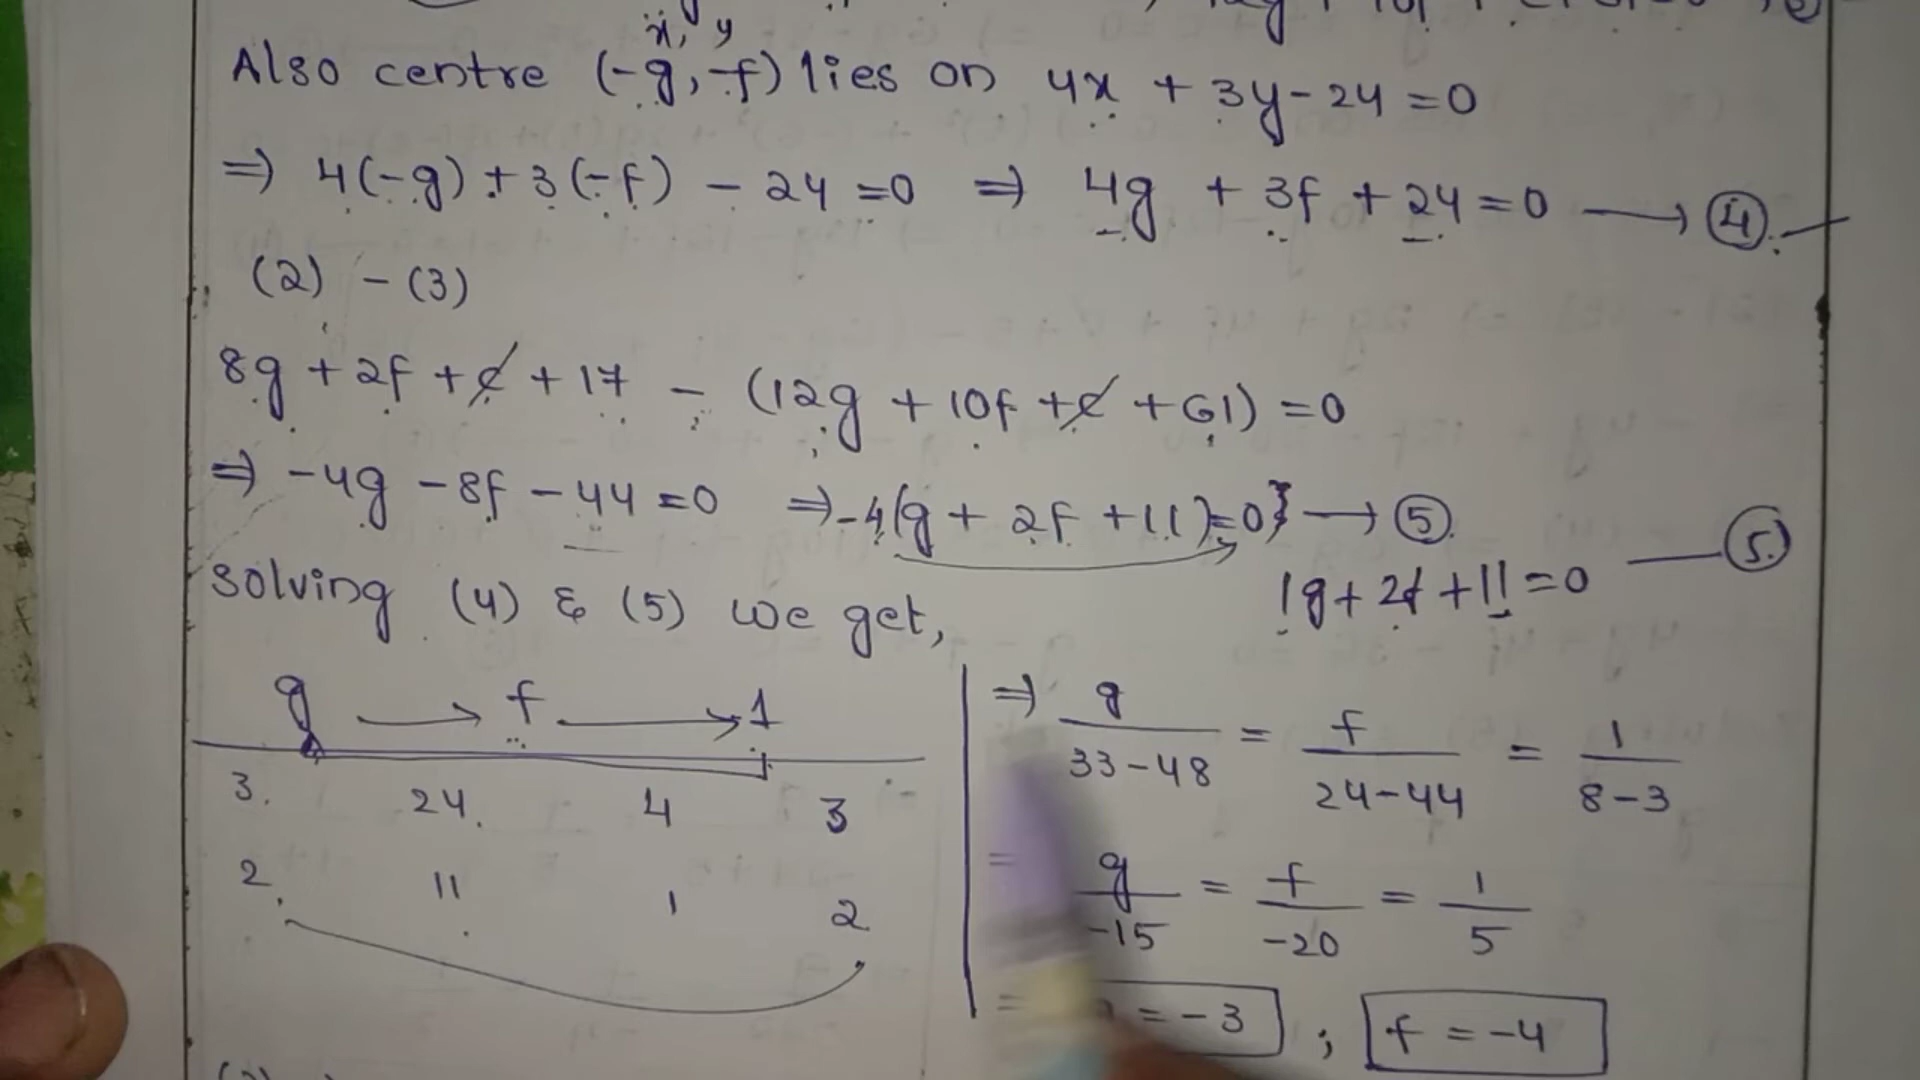 x, y
Also centre (-g, -f) lies on 4x + 3y - 24 = 0
⇒ 4(-g) + 3(-f) - 24 = 0 ⇒ 4g + 3f + 24 = 0 → ④
(2) - (3)
8g + 2f + c + 17 - (12g + 10f + c + 61) = 0
⇒ -4g - 8f - 44 = 0 ⇒ -4(g + 2f + 11) = 0} → ⑤
1g + 2f + 11 = 0 — ⑤
Solving (4) & (5) we get,
g → f → 1
3 24 4 3
2 11 1 2
⇒ g/(33-48) = f/(24-44) = 1/(8-3)
= g/-15 = f/-20 = 1/5
= = -3 ; f = -4